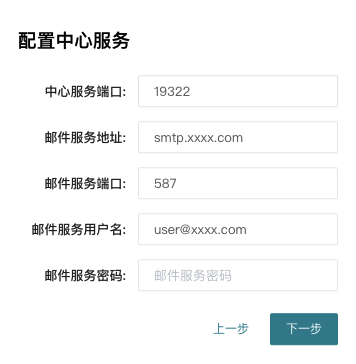 配置中心服务
中心服务端口: 19322
邮件服务地址: smtp.xxxx.com
邮件服务端口: 587
邮件服务用户名: user@xxxx.com
邮件服务密码: 邮件服务密码
上一步 下一步